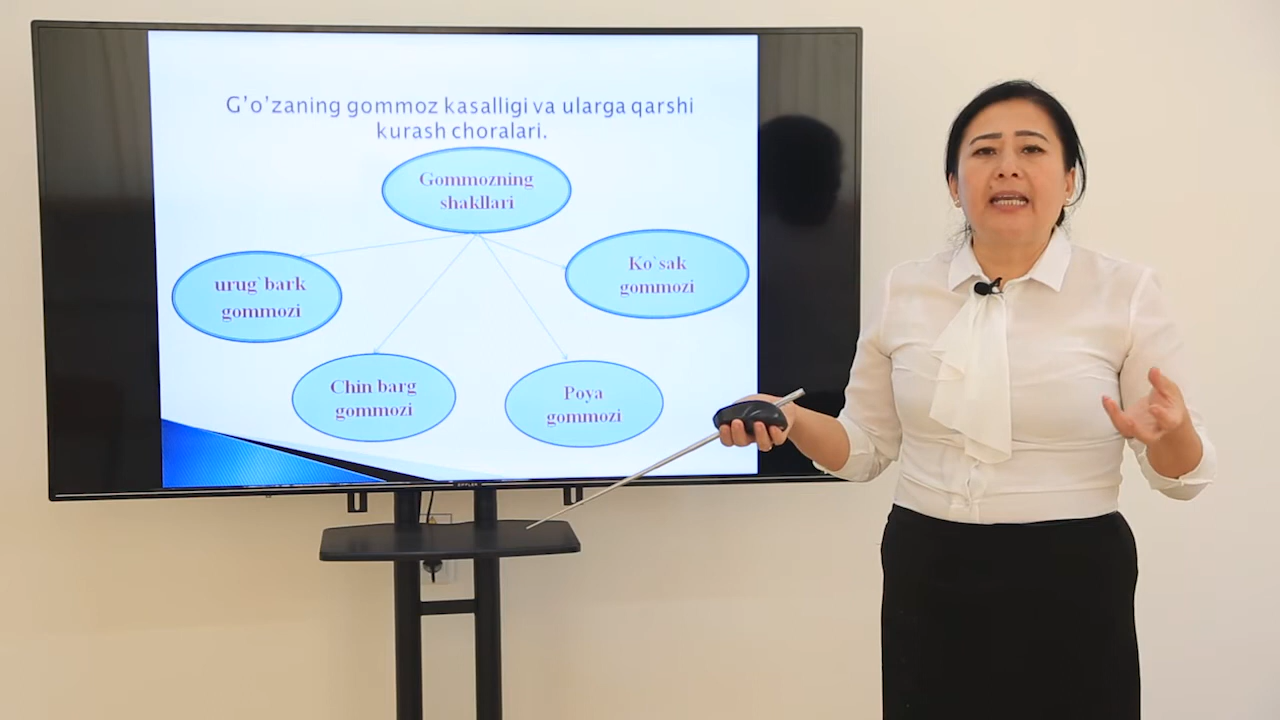 G’o’zaning gommoz kasalligi va ularga qarshi
kurash choralari.
Gommozning
shakllari
urug`bark
gommozi
Ko`sak
gommozi
Chin barg
gommozi
Poya
gommozi